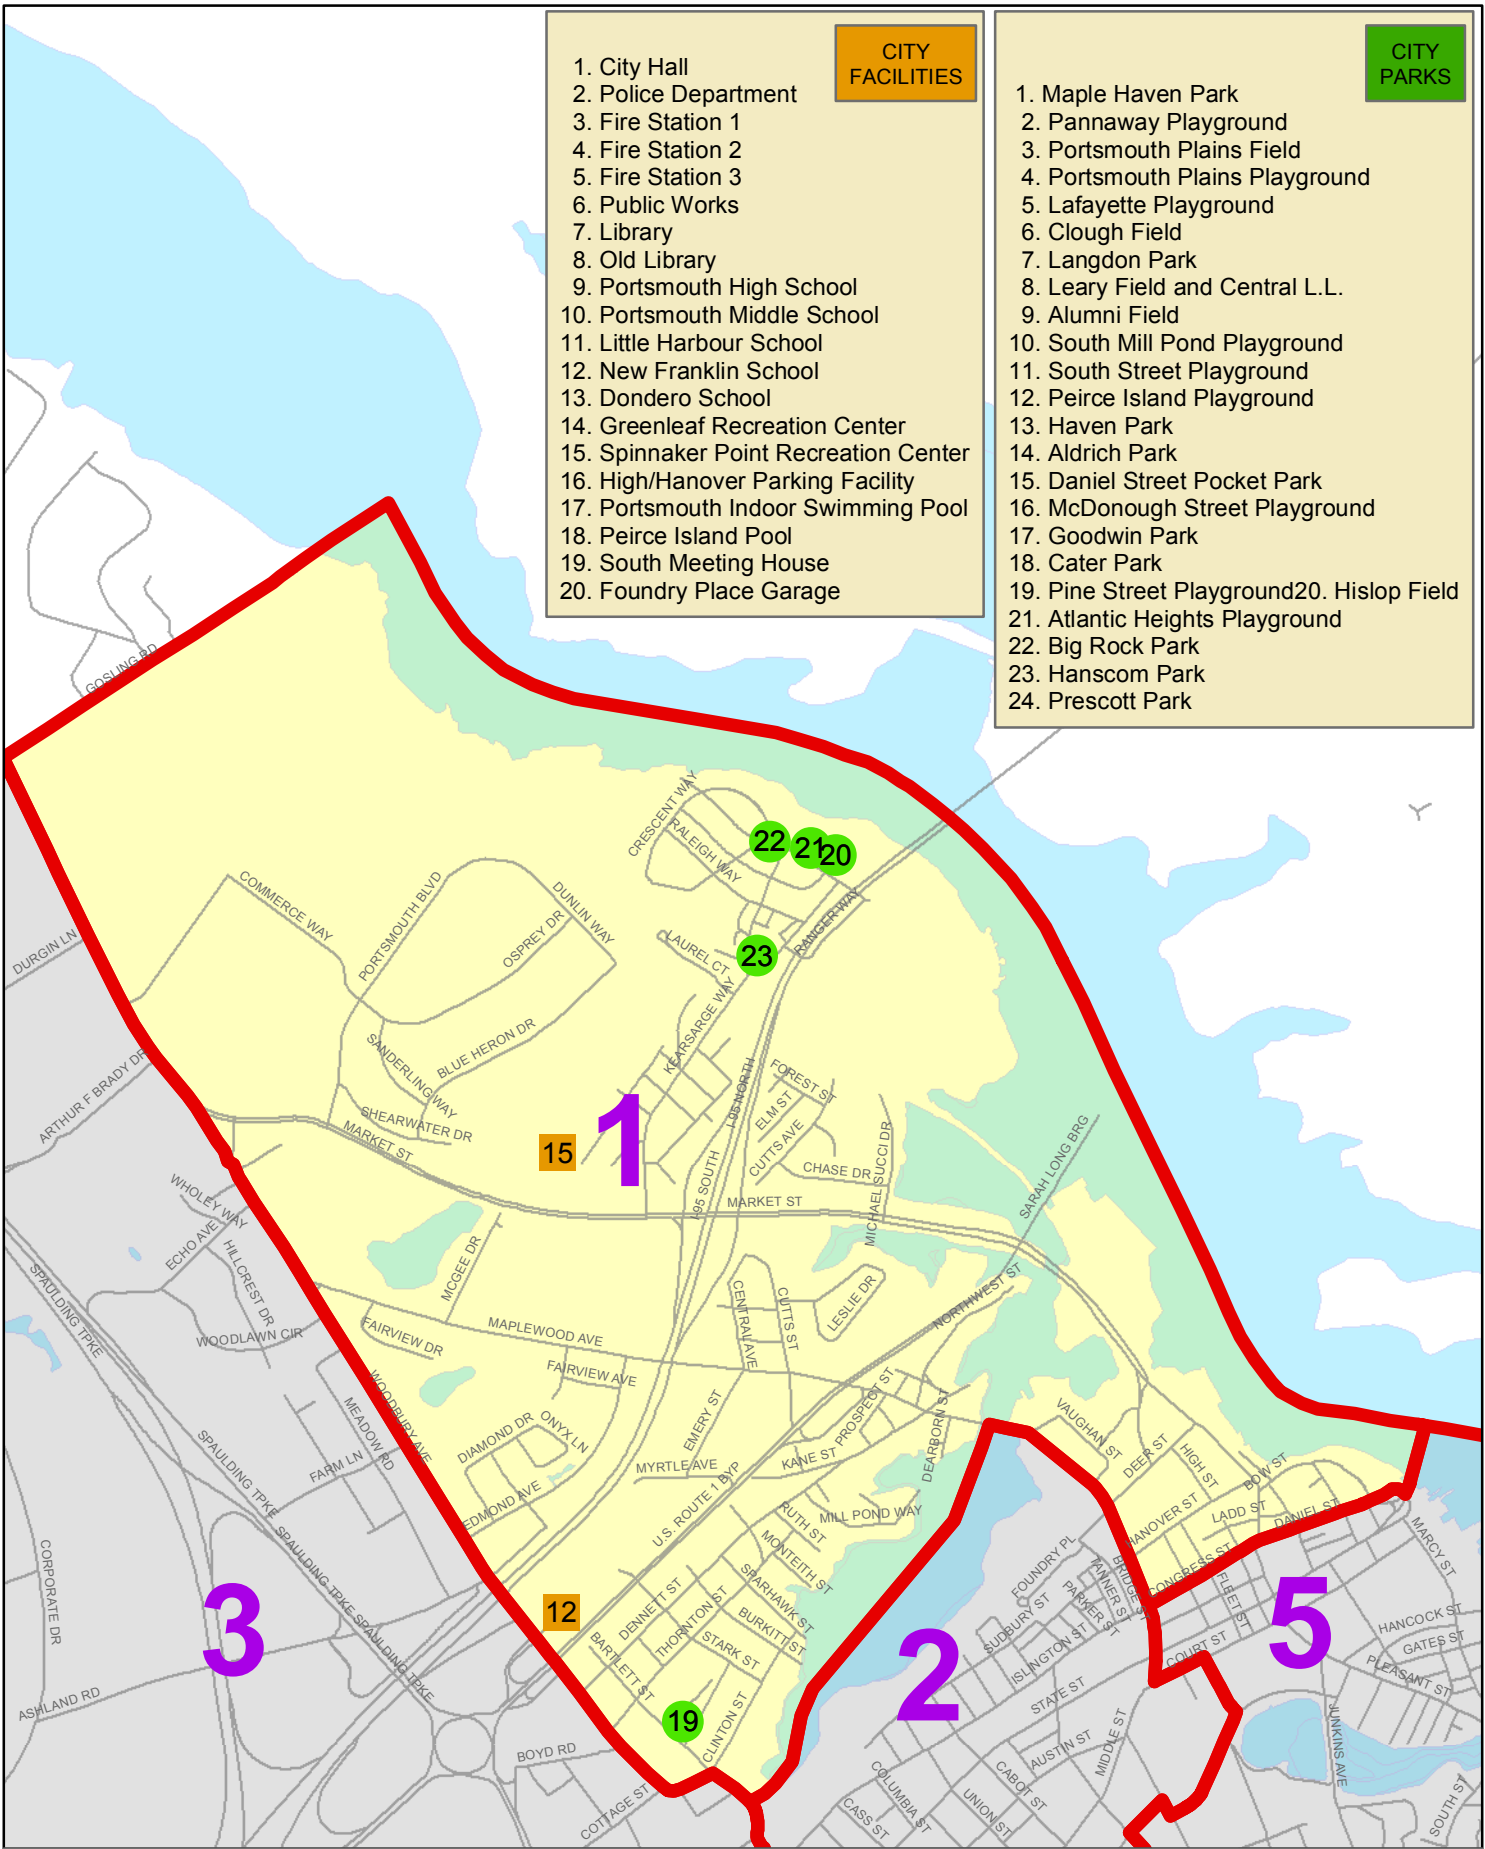 CITY
FACILITIES
1. City Hall
2. Police Department
3. Fire Station 1
4. Fire Station 2
5. Fire Station 3
6. Public Works
7. Library
8. Old Library
9. Portsmouth High School
10. Portsmouth Middle School
11. Little Harbour School
12. New Franklin School
13. Dondero School
14. Greenleaf Recreation Center
15. Spinnaker Point Recreation Center
16. High/Hanover Parking Facility
17. Portsmouth Indoor Swimming Pool
18. Peirce Island Pool
19. South Meeting House
20. Foundry Place Garage
CITY
PARKS
1. Maple Haven Park
2. Pannaway Playground
3. Portsmouth Plains Field
4. Portsmouth Plains Playground
5. Lafayette Playground
6. Clough Field
7. Langdon Park
8. Leary Field and Central L.L.
9. Alumni Field
10. South Mill Pond Playground
11. South Street Playground
12. Peirce Island Playground
13. Haven Park
14. Aldrich Park
15. Daniel Street Pocket Park
16. McDonough Street Playground
17. Goodwin Park
18. Cater Park
19. Pine Street Playground20. Hislop Field
21. Atlantic Heights Playground
22. Big Rock Park
23. Hanscom Park
24. Prescott Park
GOSLING RD
CRESCENT WAY
RALEIGH WAY
22
21
20
COMMERCE WAY
PORTSMOUTH BLVD
DUNLIN WAY
OSPREY DR
RANGER WAY
LAUREL CT
23
DURGIN LN
KEARSARGE WAY
SANDERLING WAY
BLUE HERON DR
ARTHUR F BRADY DR
I-95 NORTH
FOREST ST
ELM ST
CUTTS AVE
SHEARWATER DR
MARKET ST
15
1
CHASE DR
MICHAEL SUCCI DR
SARAH LONG BRG
I-95 SOUTH
MARKET ST
WHOLEY WAY
ECHO AVE
HILLCREST DR
MCGEE DR
SPAULDING TPKE
WOODLAWN CIR
FAIRVIEW DR
MAPLEWOOD AVE
FAIRVIEW AVE
CENTRAL AVE
CUTTS ST
LESLIE DR
NORTHWEST ST
WOODBURY AVE
MEADOW RD
FARM LN
DIAMOND DR
ONYX LN
EMERY ST
PROSPECT ST
DEARBORN ST
VAUGHAN ST
DEER ST
HIGH ST
BOW ST
SPAULDING TPKE
SPAULDING TPKE
SPAULDING TPKE
EDMOND AVE
MYRTLE AVE
KANE ST
U.S. ROUTE 1 BYP
RUTH ST
MILL POND WAY
MONTEITH ST
HANOVER ST
LADD ST
DANIEL ST
MARCY ST
CORPORATE DR
3
12
DENNETT ST
THORNTON ST
SPARHAWK ST
BURKITT ST
STARK ST
BARTLETT ST
FOUNDRY PL
SUDBURY ST
TANNER ST
BRIDGE ST
PARKER ST
ISLINGTON ST
CONGRESS ST
FLEET ST
5
HANCOCK ST
GATES ST
PLEASANT ST
COURT ST
STATE ST
2
ASHLAND RD
19
CLINTON ST
BOYD RD
COTTAGE ST
JUNKINS AVE
MIDDLE ST
AUSTIN ST
CABOT ST
COLUMBIA ST
CASS ST
UNION ST
SOUTH ST